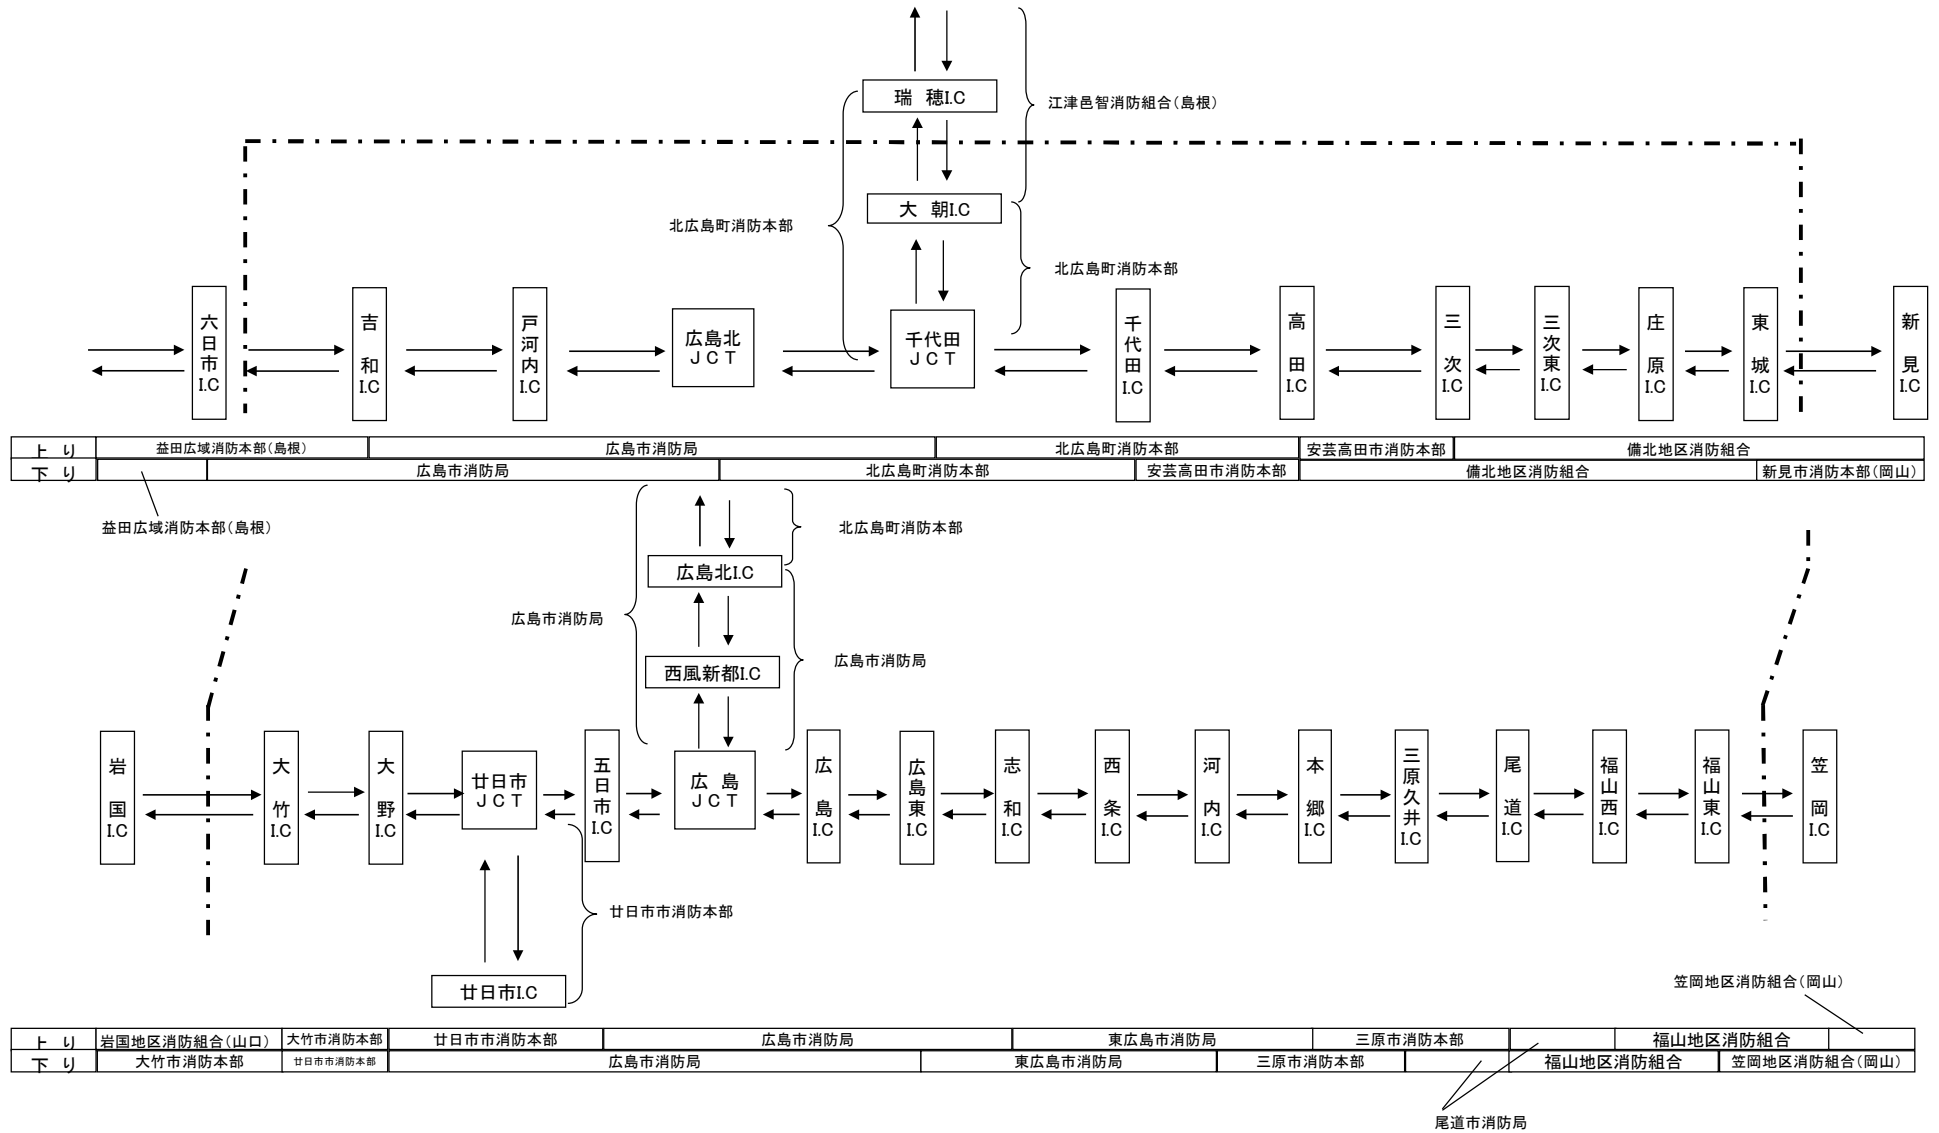 瑞 穂I.C
江津邑智消防組合(島根)
大 朝I.C
北広島町消防本部
北広島町消防本部
六日市I.C
吉和I.C
戸河内I.C
広島北
JCT
千代田
JCT
千代田I.C
高田I.C
三次I.C
三次東I.C
庄原I.C
東城I.C
新見I.C
上 り 益田広域消防本部(島根) 広島市消防局 北広島町消防本部 安芸高田市消防本部 備北地区消防組合
下 り 広島市消防局 北広島町消防本部 安芸高田市消防本部 備北地区消防組合 新見市消防本部(岡山)
益田広域消防本部(島根)
北広島町消防本部
広島北I.C
広島市消防局
広島市消防局
西風新都I.C
岩国I.C
大竹I.C
大野I.C
廿日市
JCT
五日市I.C
広 島
JCT
広島I.C
広島東I.C
志和I.C
西条I.C
河内I.C
本郷I.C
三原久井I.C
尾道I.C
福山西I.C
福山東I.C
笠岡I.C
廿日市市消防本部
廿日市I.C
笠岡地区消防組合(岡山)
上 り 岩国地区消防組合(山口) 大竹市消防本部 廿日市市消防本部 広島市消防局 東広島市消防局 三原市消防本部 福山地区消防組合
下 り 大竹市消防本部 廿日市市消防本部 広島市消防局 東広島市消防局 三原市消防本部 福山地区消防組合 笠岡地区消防組合(岡山)
尾道市消防局